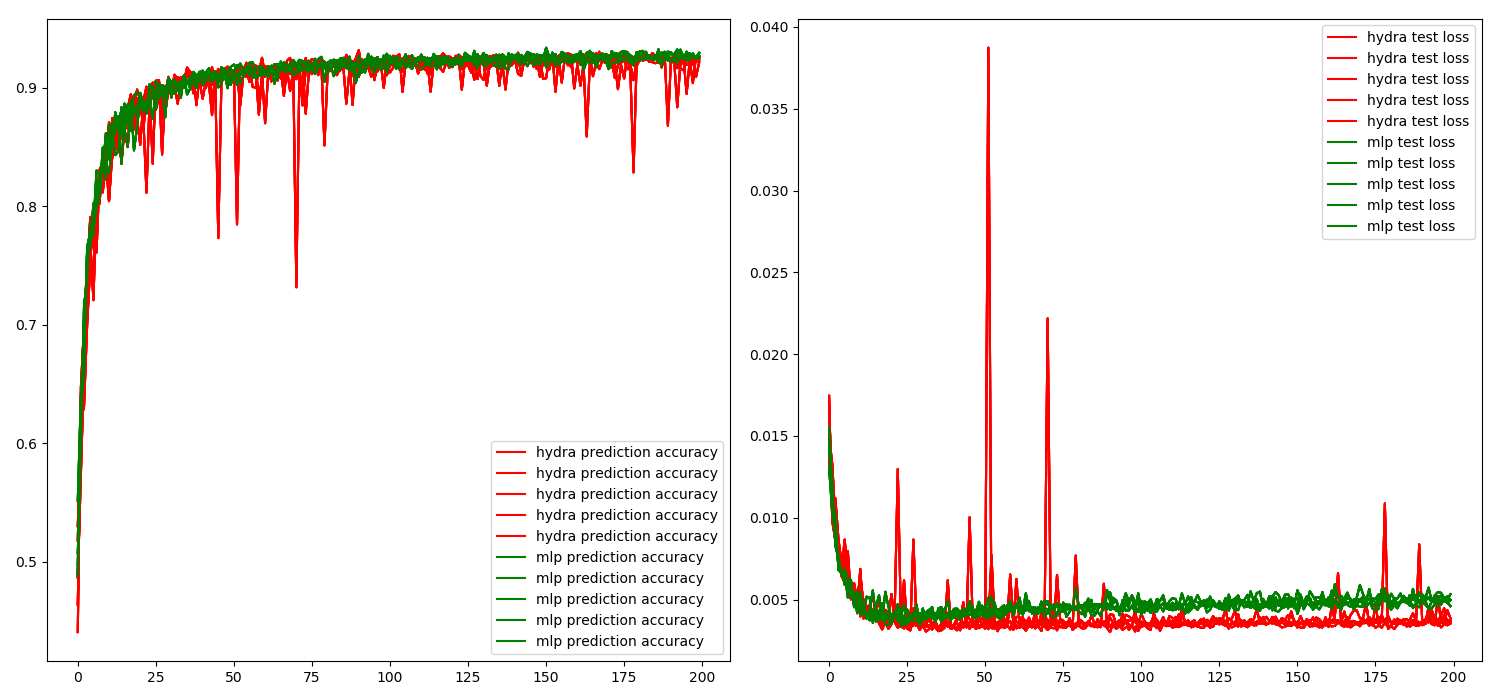 0.9
0.8
0.7
0.6
0.5
0
25
50
75
100
125
150
175
200
hydra prediction accuracy
hydra prediction accuracy
hydra prediction accuracy
hydra prediction accuracy
hydra prediction accuracy
mlp prediction accuracy
mlp prediction accuracy
mlp prediction accuracy
mlp prediction accuracy
mlp prediction accuracy
0.040
0.035
0.030
0.025
0.020
0.015
0.010
0.005
0
25
50
75
100
125
150
175
200
hydra test loss
hydra test loss
hydra test loss
hydra test loss
hydra test loss
mlp test loss
mlp test loss
mlp test loss
mlp test loss
mlp test loss